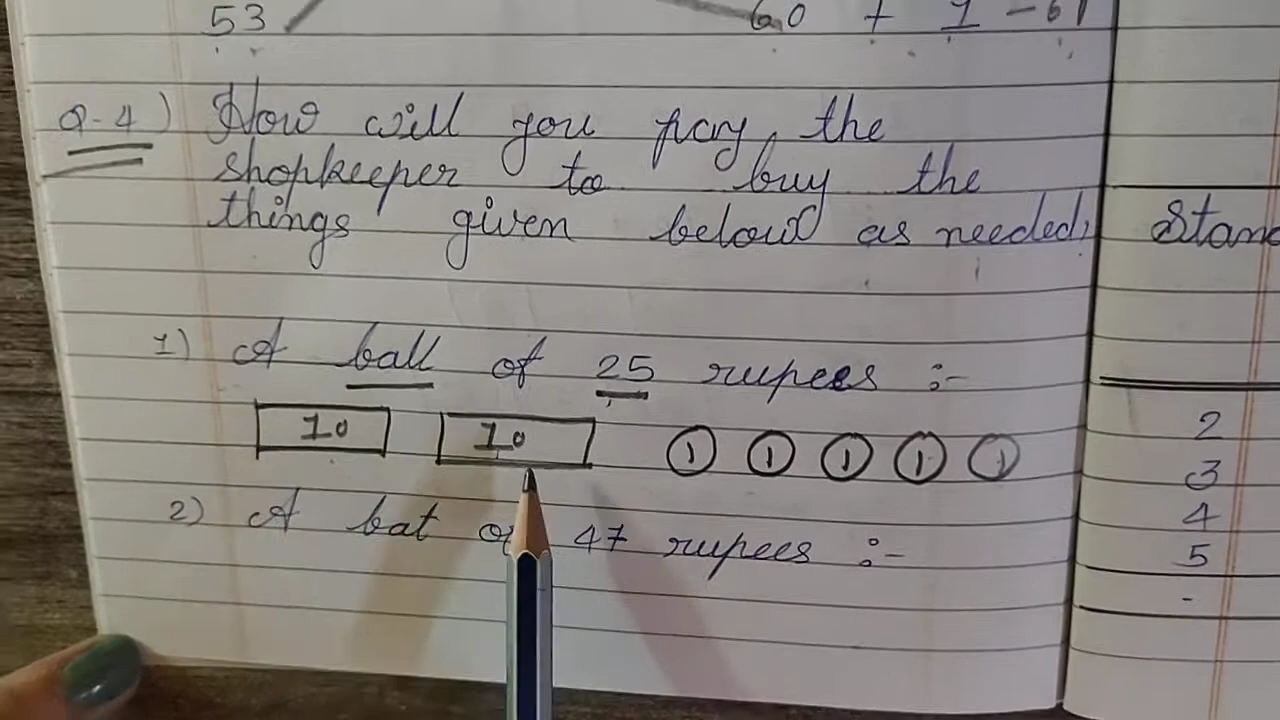 53 60 + 1 - 61
Q-4) How will you pay, the
shopkeeper to buy the
things given below as needed:
1) A ball of 25 rupees :-
10 10 1 1 1 1 1
2) A bat of 47 rupees :-
2
3
4
5
-